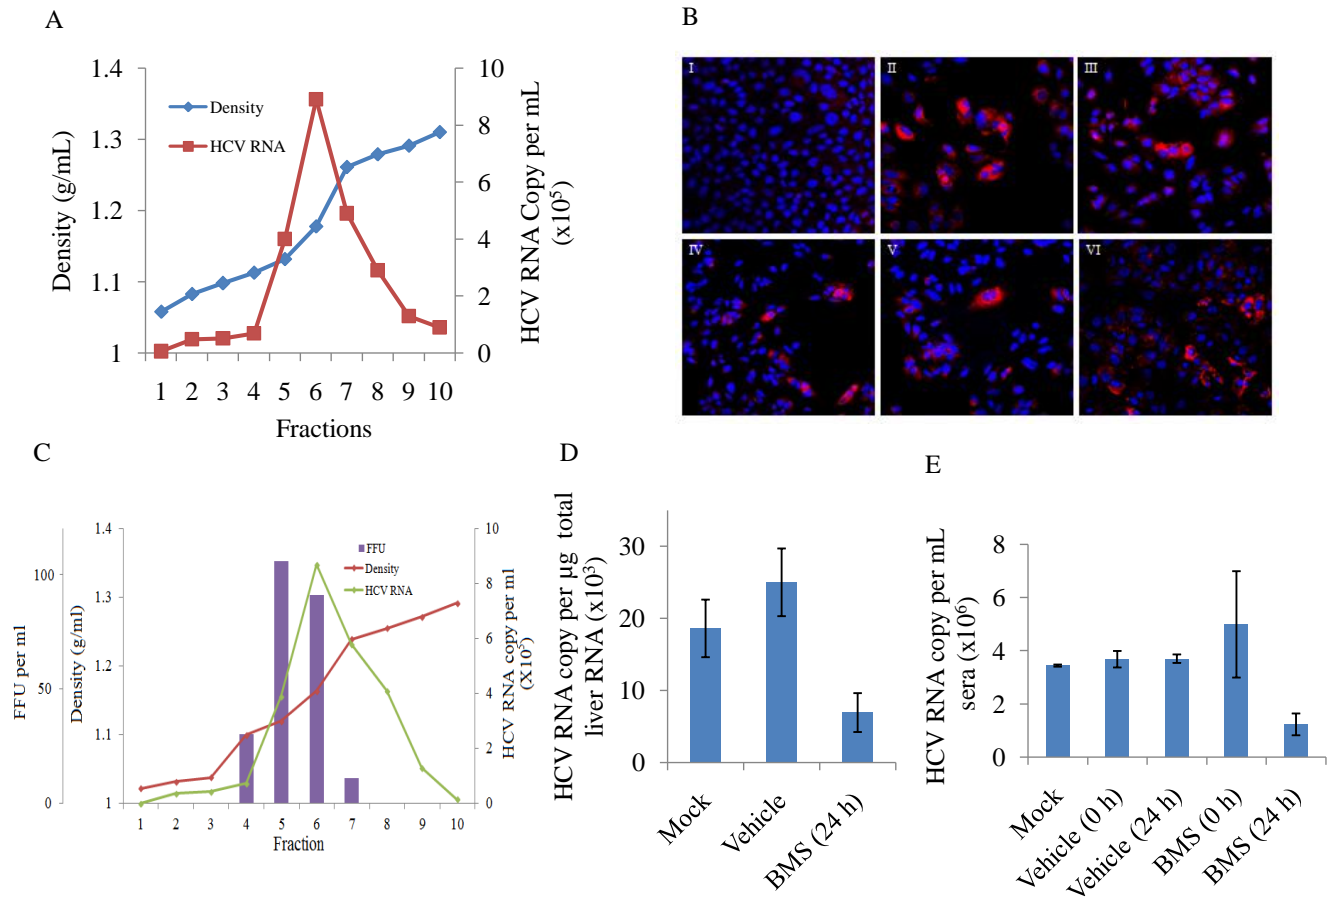 A
1.4
1.3
1.2
1.1
1
Density (g/mL)
Density
HCV RNA
10
8
6
4
2
0
HCV RNA Copy per mL
(x10⁵)
1 2 3 4 5 6 7 8 9 10
Fractions
B
I
II
III
IV
V
VI
C
100
50
0
FFU per ml
1.4
1.3
1.2
1.1
1
Density (g/ml)
FFU
Density
HCV RNA
10
8
6
4
2
0
HCV RNA copy per ml
(X10⁵)
1 2 3 4 5 6 7 8 9 10
Fraction
D
HCV RNA copy per µg total
liver RNA (x10³)
30
20
10
0
Mock
Vehicle
BMS (24 h)
E
HCV RNA copy per mL
sera (x10⁶)
8
6
4
2
0
Mock
Vehicle (0 h)
Vehicle (24 h)
BMS (0 h)
BMS (24 h)